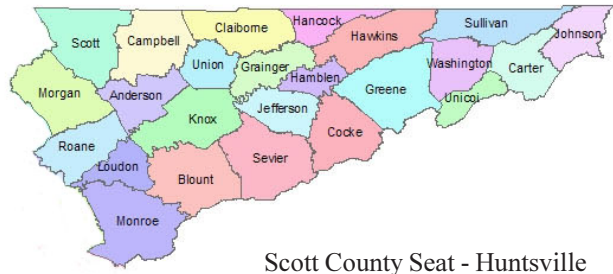 Hancock
Claiborne
Sullivan
Scott
Campbell
Hawkins
Johnson
Union
Grainger
Washington
Carter
Hamblen
Morgan
Anderson
Greene
Unicoi
Jefferson
Knox
Cocke
Roane
Sevier
Loudon
Blount
Monroe
Scott County Seat - Huntsville